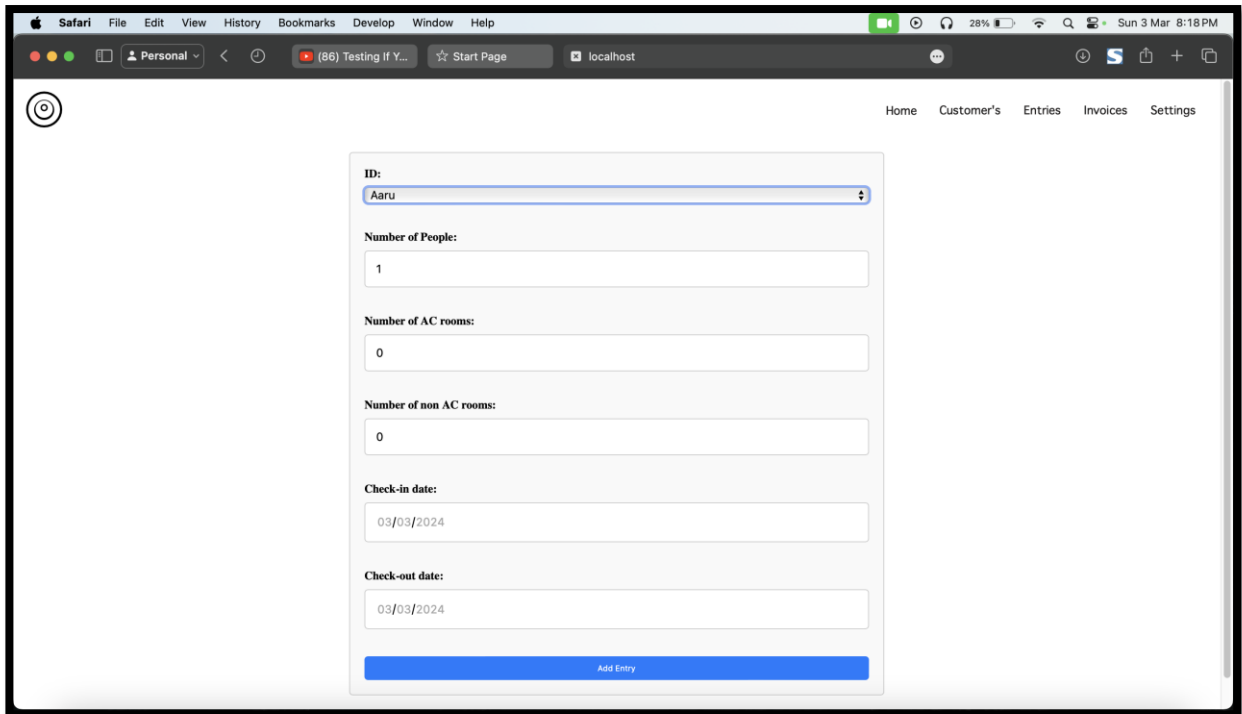 Safari File Edit View History Bookmarks Develop Window Help 28% Sun 3 Mar 8:18 PM
Personal (86) Testing If Y... Start Page localhost
Home Customer's Entries Invoices Settings
ID:
Aaru
Number of People:
1
Number of AC rooms:
0
Number of non AC rooms:
0
Check-in date:
03/03/2024
Check-out date:
03/03/2024
Add Entry